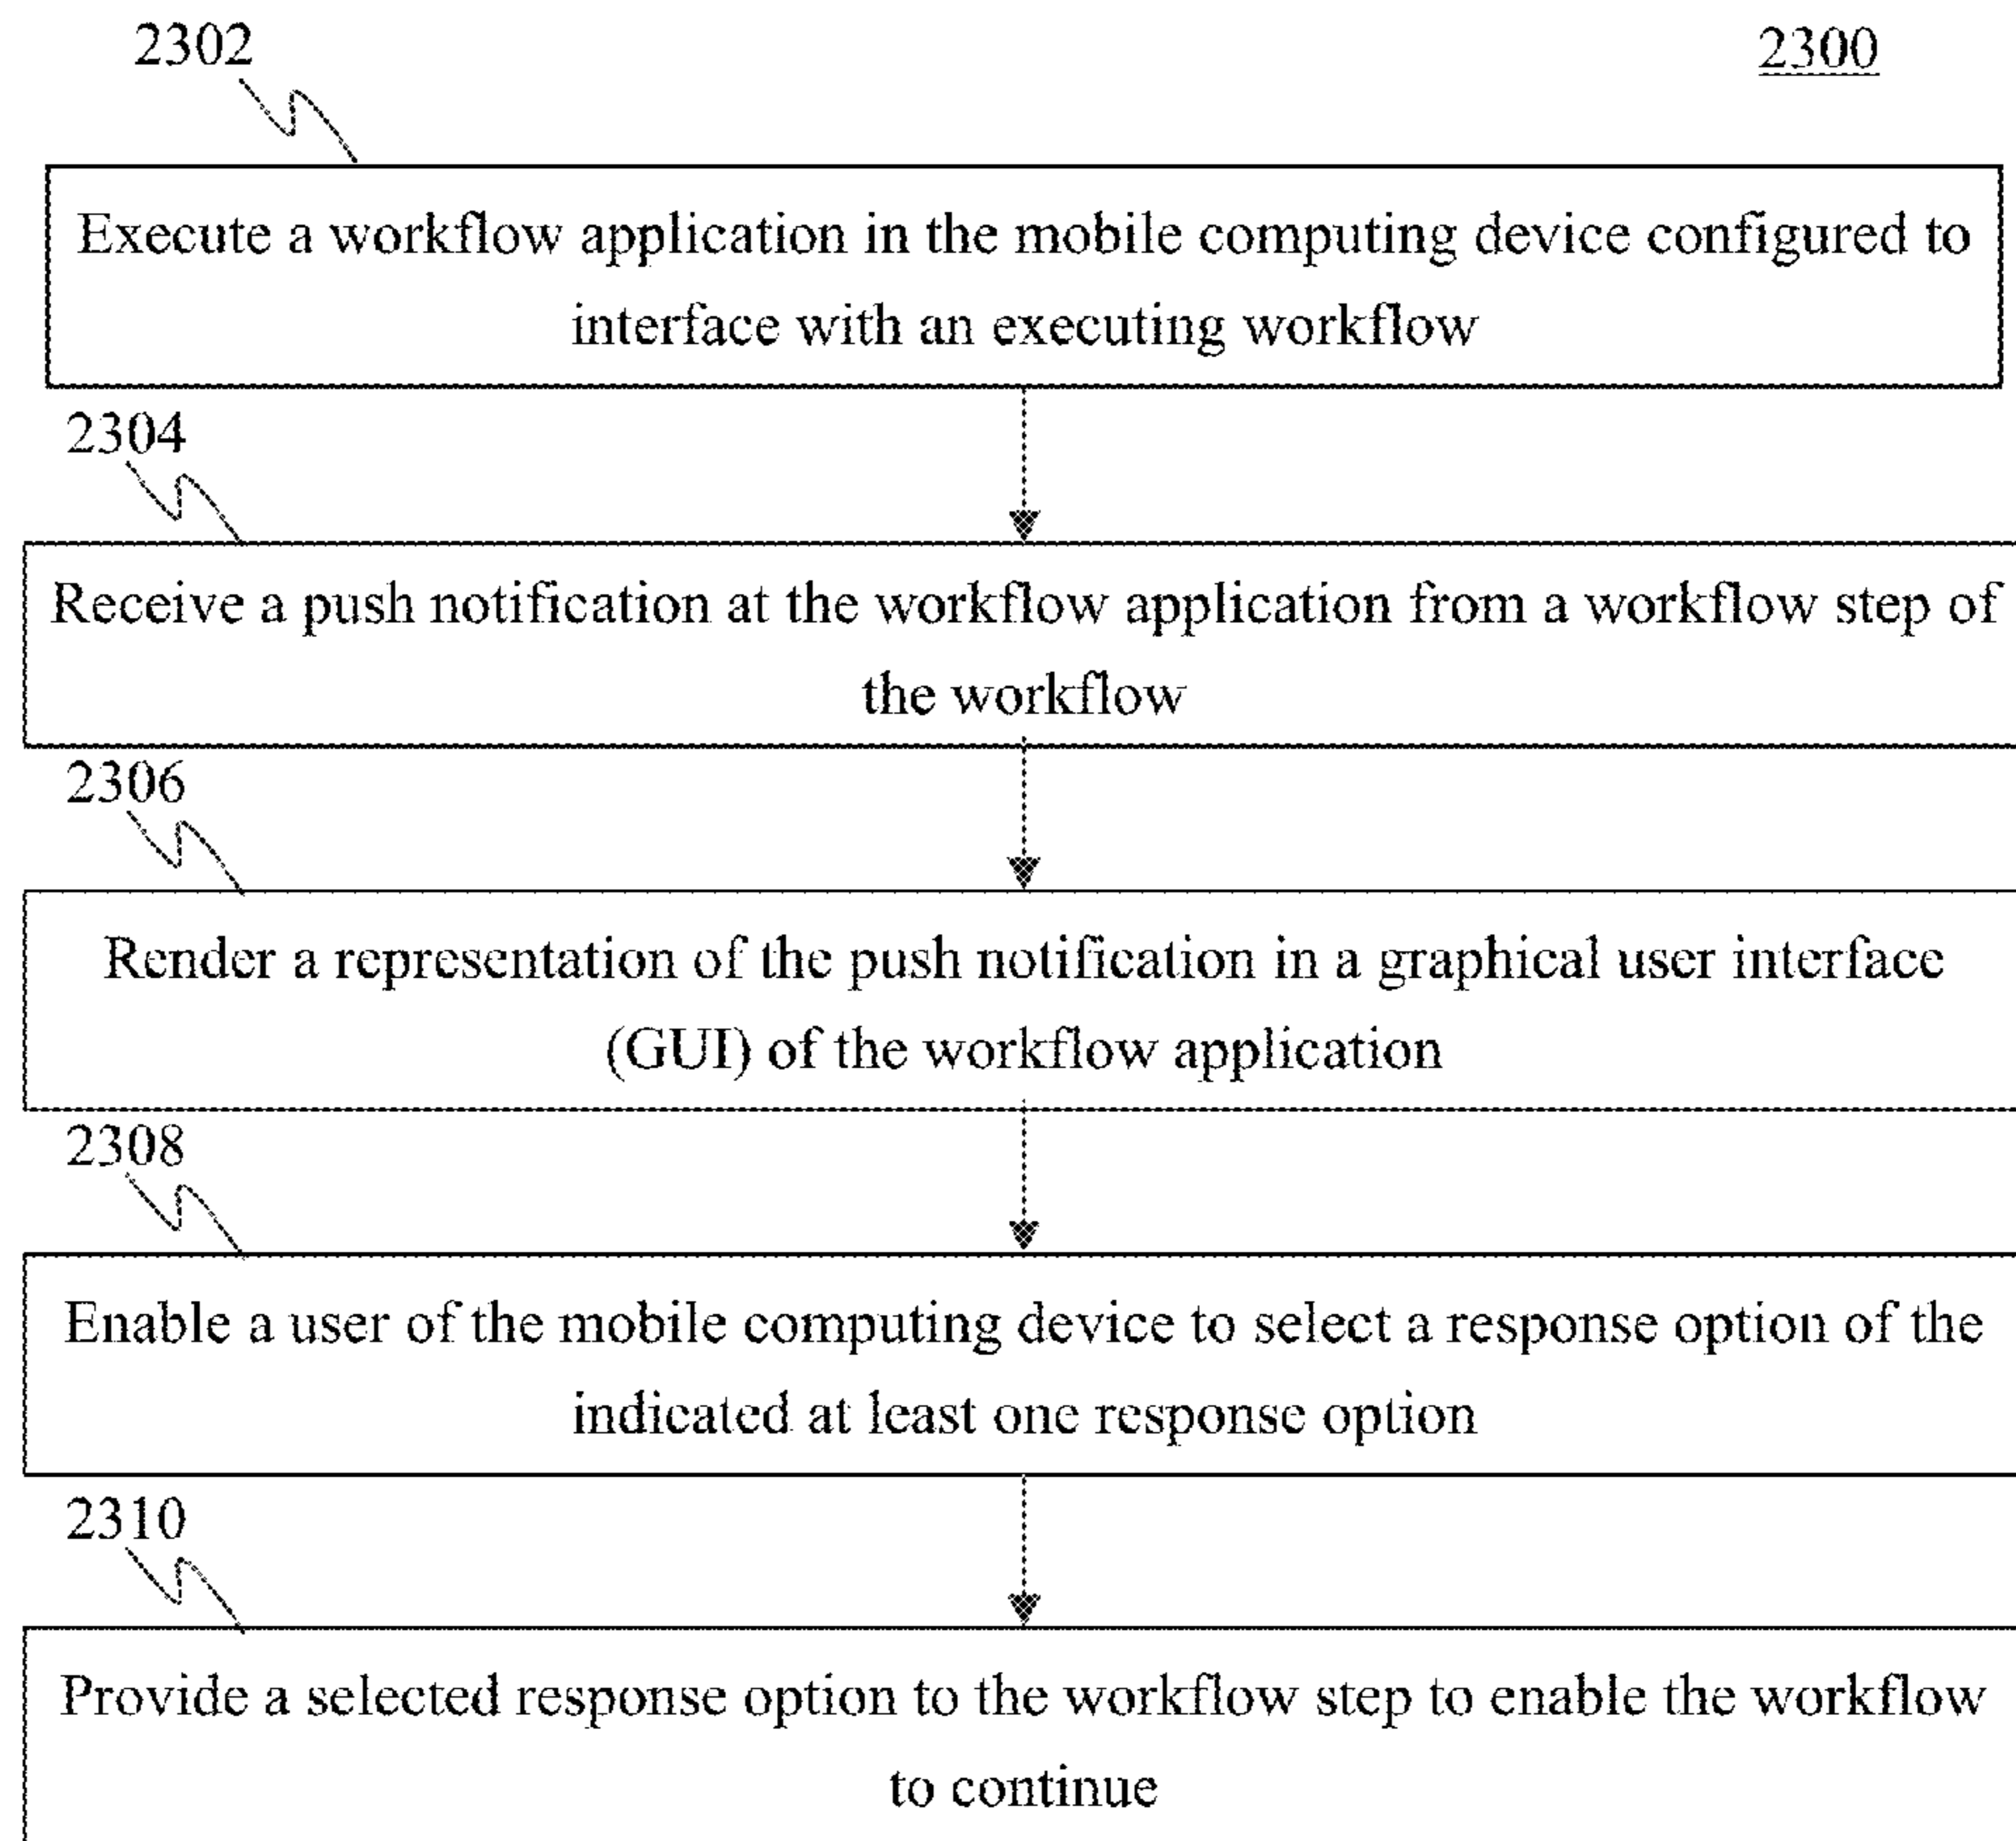 2302
2300
Execute a workflow application in the mobile computing device configured to
interface with an executing workflow
2304
Receive a push notification at the workflow application from a workflow step of
the workflow
2306
Render a representation of the push notification in a graphical user interface
(GUI) of the workflow application
2308
Enable a user of the mobile computing device to select a response option of the
indicated at least one response option
2310
Provide a selected response option to the workflow step to enable the workflow
to continue